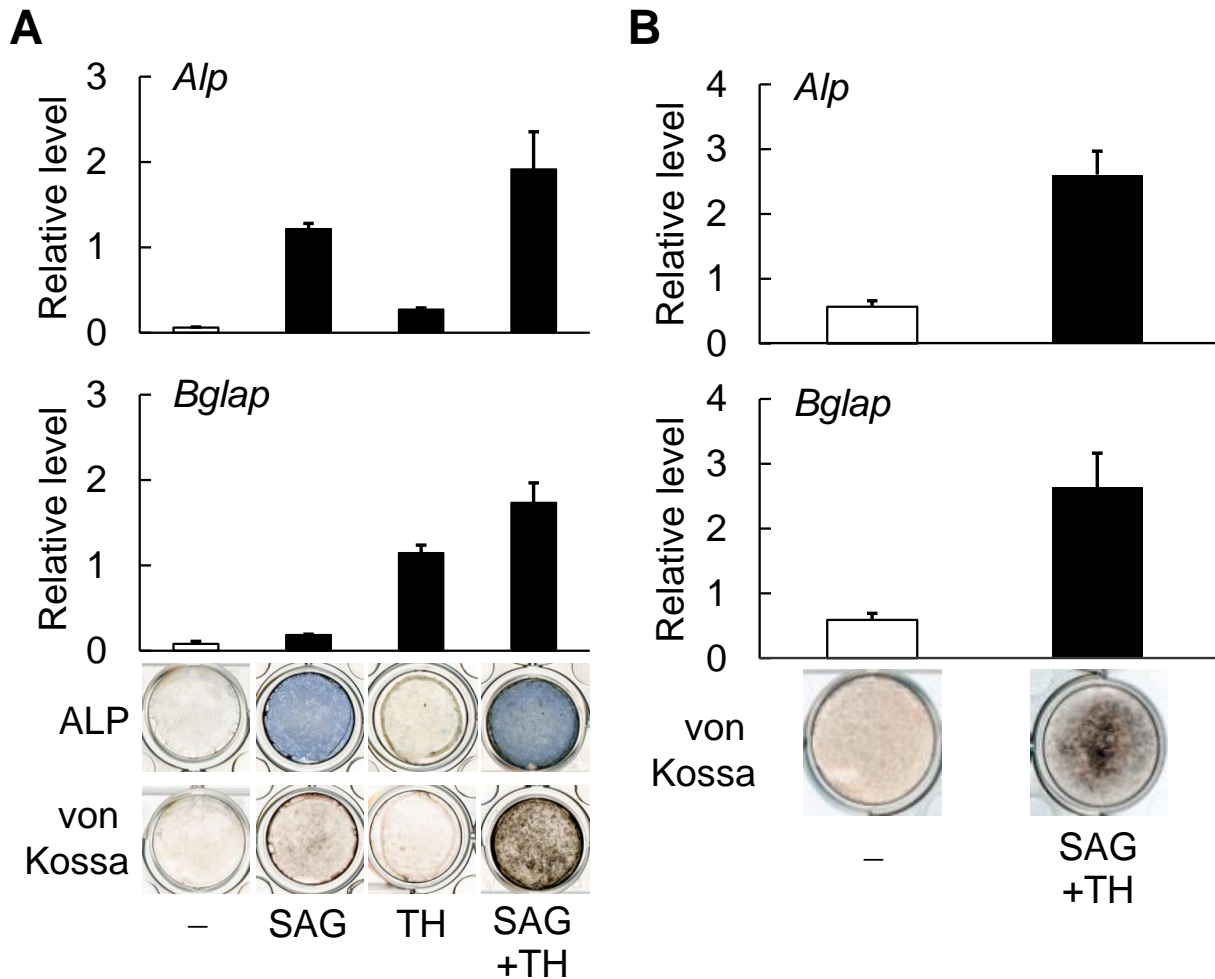 A
3
2
1
0
Relative level
Alp
3
2
1
0
Relative level
Bglap
ALP
von
Kossa
–
SAG
TH
SAG
+TH
B
4
3
2
1
0
Relative level
Alp
4
3
2
1
0
Relative level
Bglap
von
Kossa
–
SAG
+TH